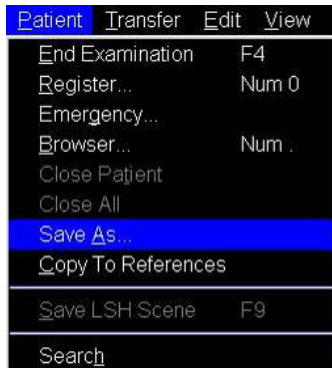 Patient Transfer Edit View
End Examination F4
Register... Num 0
Emergency...
Browser... Num .
Close Patient
Close All
Save As...
Copy To References
Save LSH Scene F9
Search